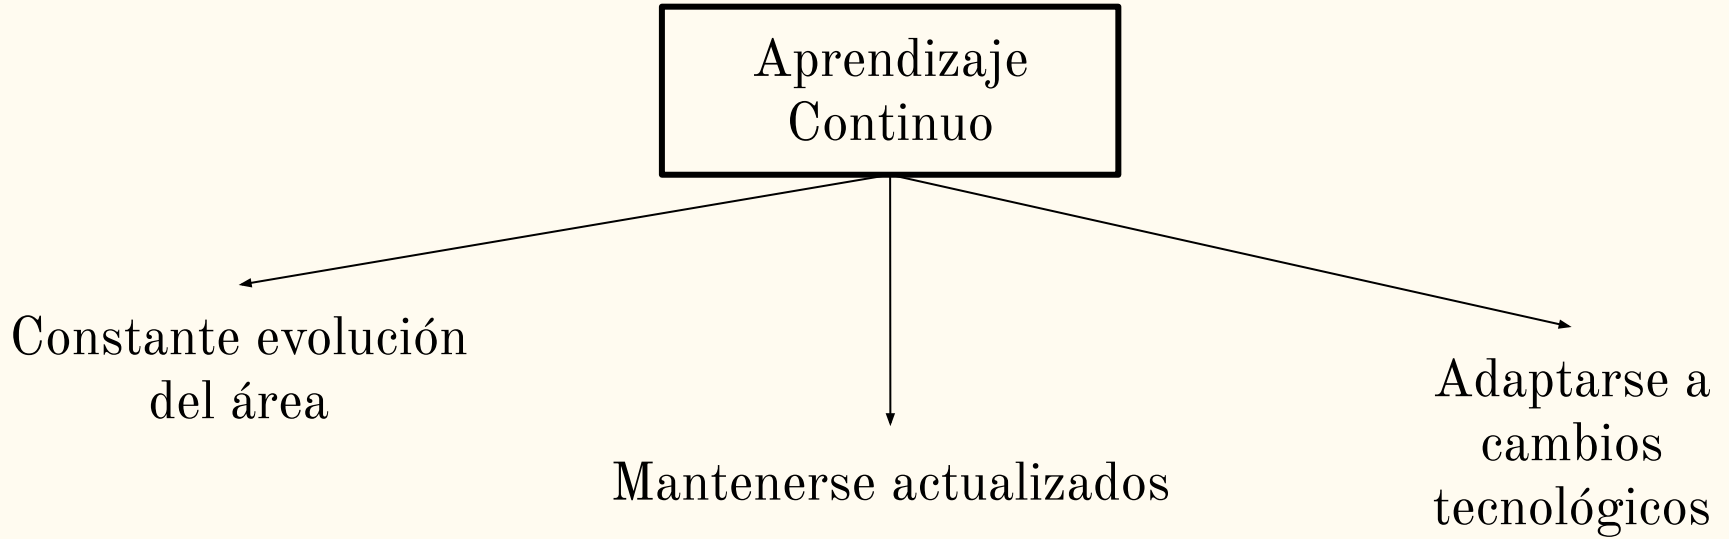 Aprendizaje
Continuo
Constante evolución
del área
Mantenerse actualizados
Adaptarse a
cambios
tecnológicos